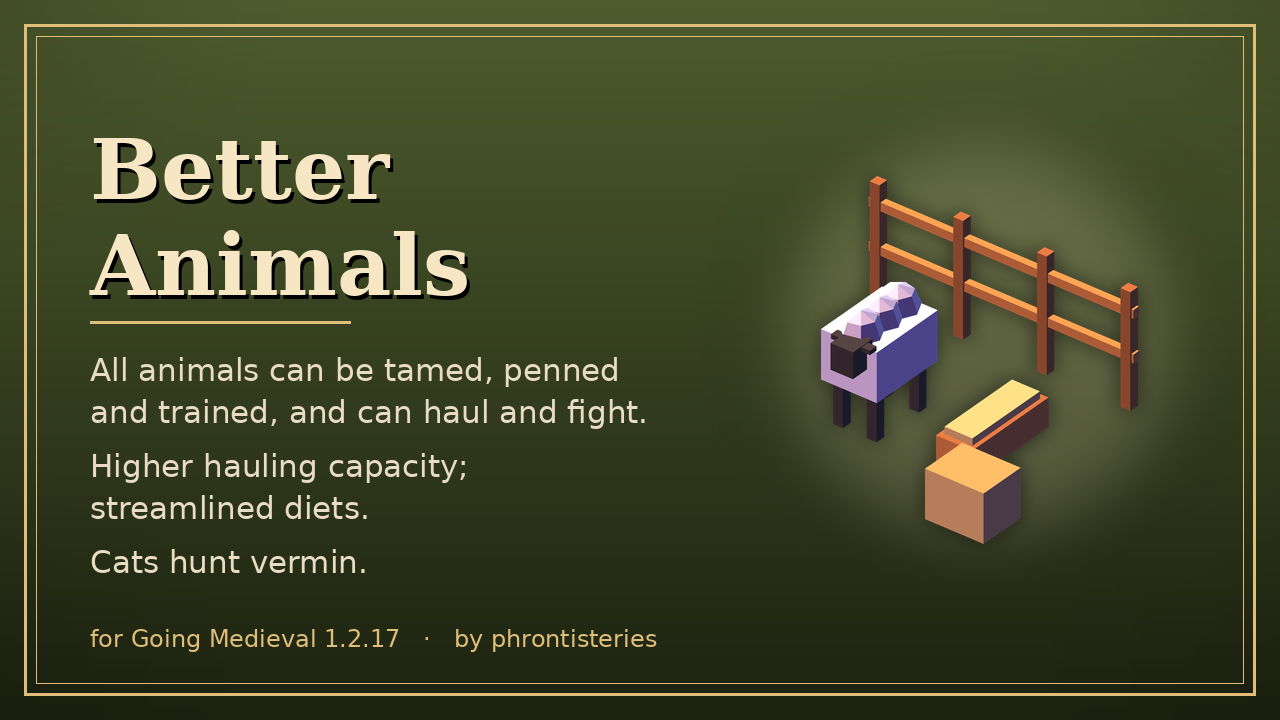 Better
Animals
All animals can be tamed, penned
and trained, and can haul and fight.
Higher hauling capacity;
streamlined diets.
Cats hunt vermin.
for Going Medieval 1.2.17 · by phrontisteries